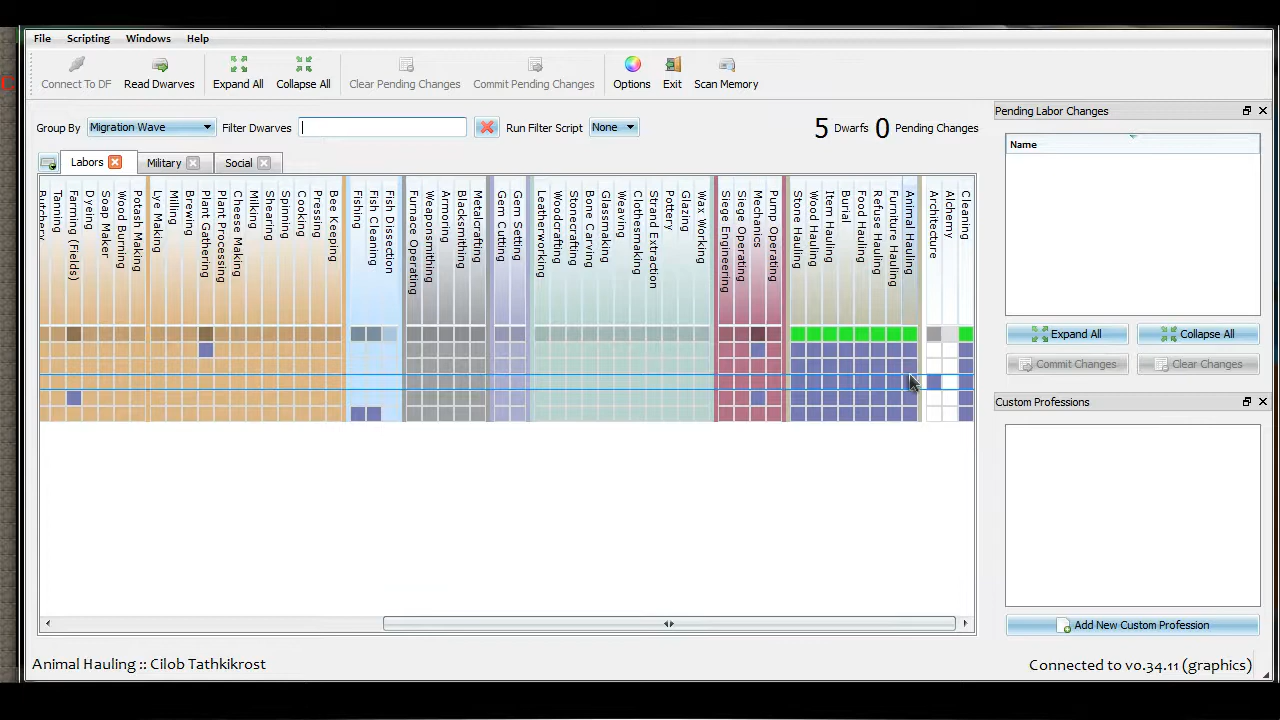 File Scripting Windows Help
Connect To DF Read Dwarves Expand All Collapse All Clear Pending Changes Commit Pending Changes Options Exit Scan Memory
Group By Migration Wave Filter Dwarves Run Filter Script None 5 Dwarfs 0 Pending Changes
Labors Military Social
Butchery
Tanning
Farming (Fields)
Dyeing
Soap Maker
Wood Burning
Potash Making
Lye Making
Milling
Brewing
Plant Gathering
Plant Processing
Cheese Making
Milking
Shearing
Spinning
Cooking
Pressing
Bee Keeping
Fishing
Fish Cleaning
Fish Dissection
Furnace Operating
Weaponsmithing
Armoring
Blacksmithing
Metalcrafting
Gem Cutting
Gem Setting
Leatherworking
Woodcrafting
Stonecrafting
Bone Carving
Glassmaking
Weaving
Clothesmaking
Strand Extraction
Pottery
Glazing
Wax Working
Siege Engineering
Siege Operating
Mechanics
Pump Operating
Stone Hauling
Wood Hauling
Item Hauling
Burial
Food Hauling
Refuse Hauling
Furniture Hauling
Animal Hauling
Architecture
Alchemy
Cleaning
Pending Labor Changes
Name
Expand All Collapse All
Commit Changes Clear Changes
Custom Professions
Add New Custom Profession
Animal Hauling :: Cilob Tathkikrost
Connected to v0.34.11 (graphics)